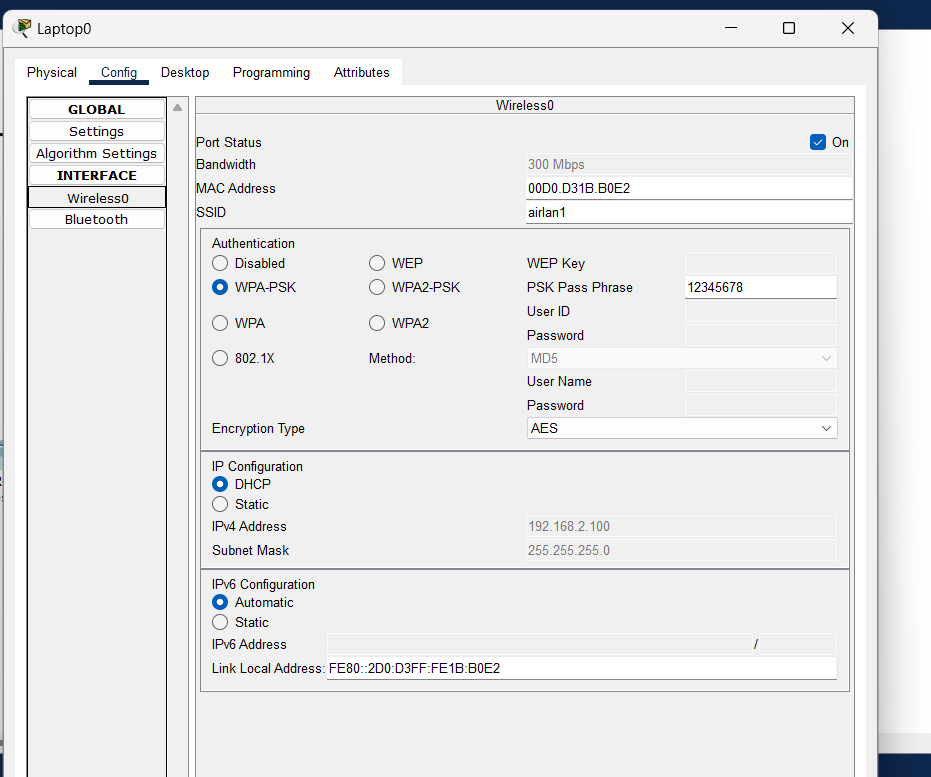 Laptop0
Physical Config Desktop Programming Attributes
GLOBAL
Settings
Algorithm Settings
INTERFACE
Wireless0
Bluetooth
Wireless0
Port Status On
Bandwidth 300 Mbps
MAC Address 00D0.D31B.B0E2
SSID airlan1
Authentication
Disabled WEP WEP Key
WPA-PSK WPA2-PSK PSK Pass Phrase 12345678
User ID
WPA WPA2 Password
802.1X Method: MD5
User Name
Password
Encryption Type AES
IP Configuration
DHCP
Static
IPv4 Address 192.168.2.100
Subnet Mask 255.255.255.0
IPv6 Configuration
Automatic
Static
IPv6 Address /
Link Local Address: FE80::2D0:D3FF:FE1B:B0E2